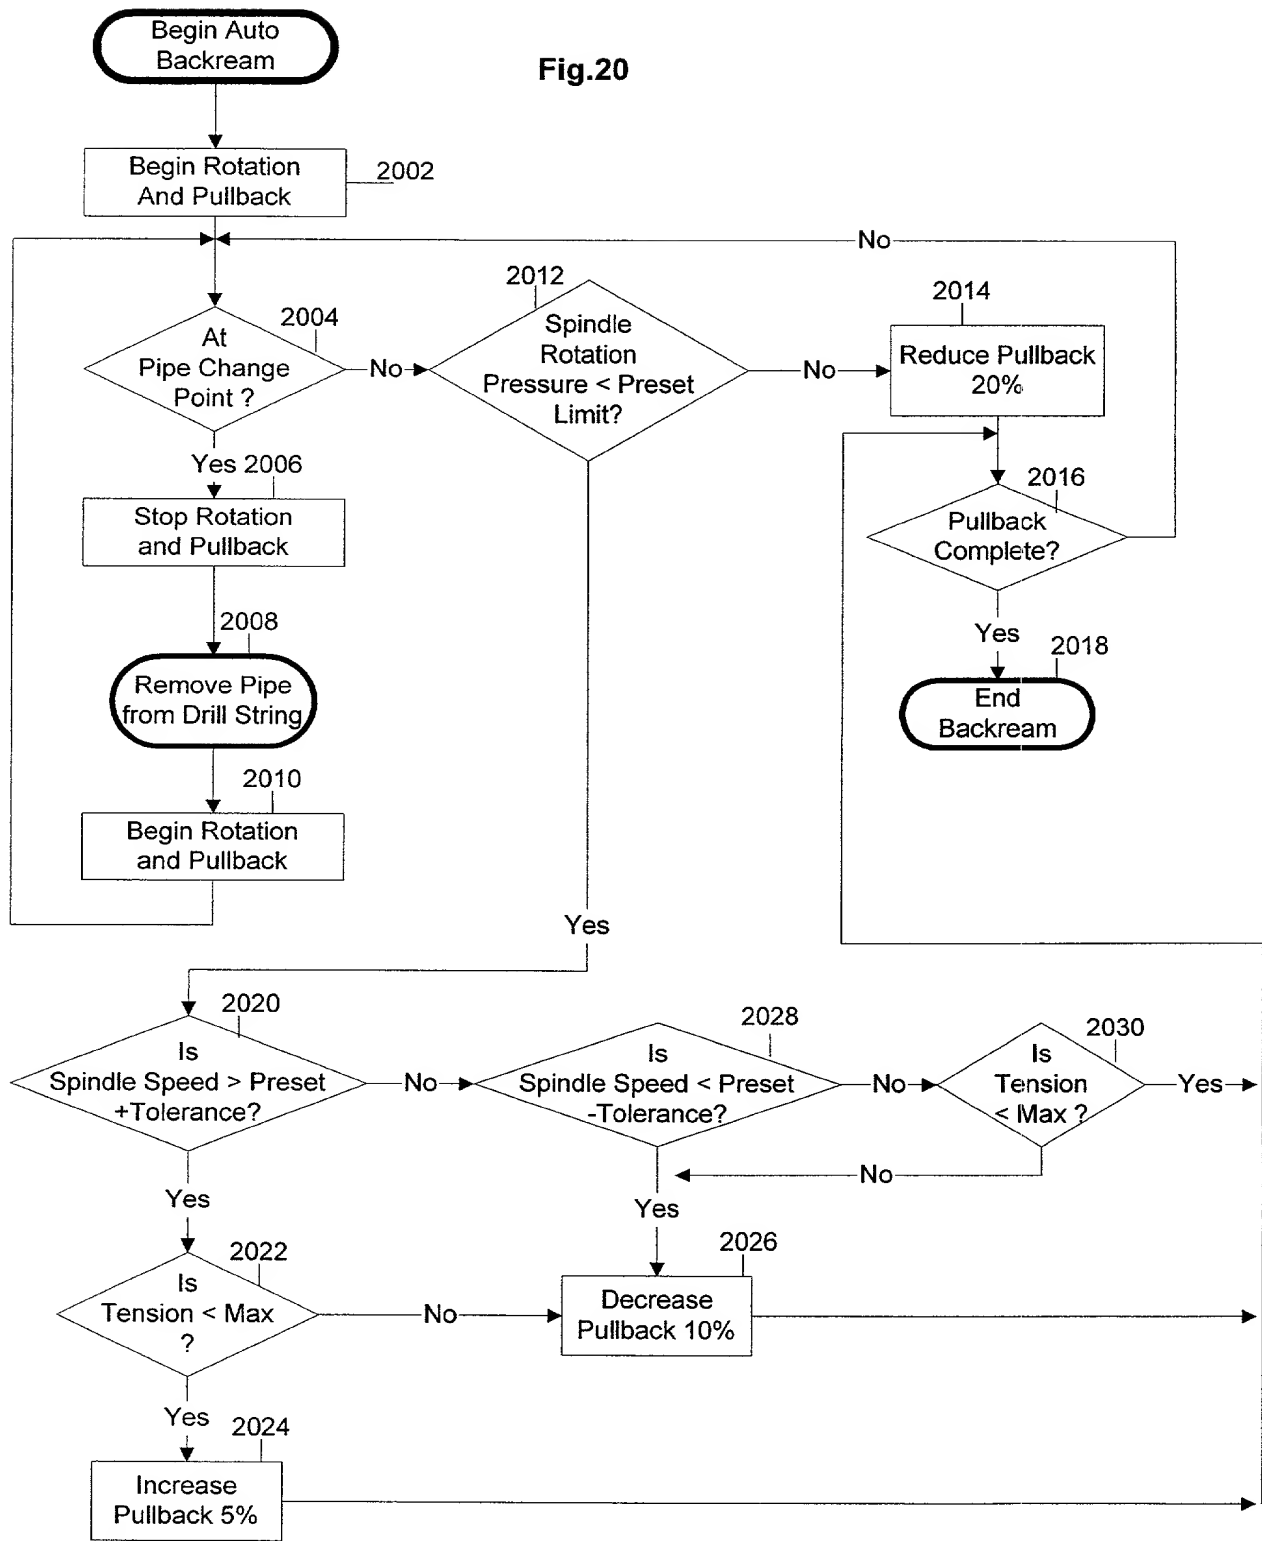 Begin Auto
Backream
Fig.20
Begin Rotation
And Pullback
2002
No
2004
At
Pipe Change
Point ?
No
2012
Spindle
Rotation
Pressure < Preset
Limit?
No
2014
Reduce Pullback
20%
Yes
2006
Stop Rotation
and Pullback
2016
Pullback
Complete?
Yes
2018
End
Backream
2008
Remove Pipe
from Drill String
2010
Begin Rotation
and Pullback
Yes
2020
Is
Spindle Speed > Preset
+Tolerance?
No
2028
Is
Spindle Speed < Preset
-Tolerance?
No
2030
Is
Tension
< Max ?
Yes
No
Yes
Yes
2022
Is
Tension < Max
?
No
2026
Decrease
Pullback 10%
Yes
2024
Increase
Pullback 5%